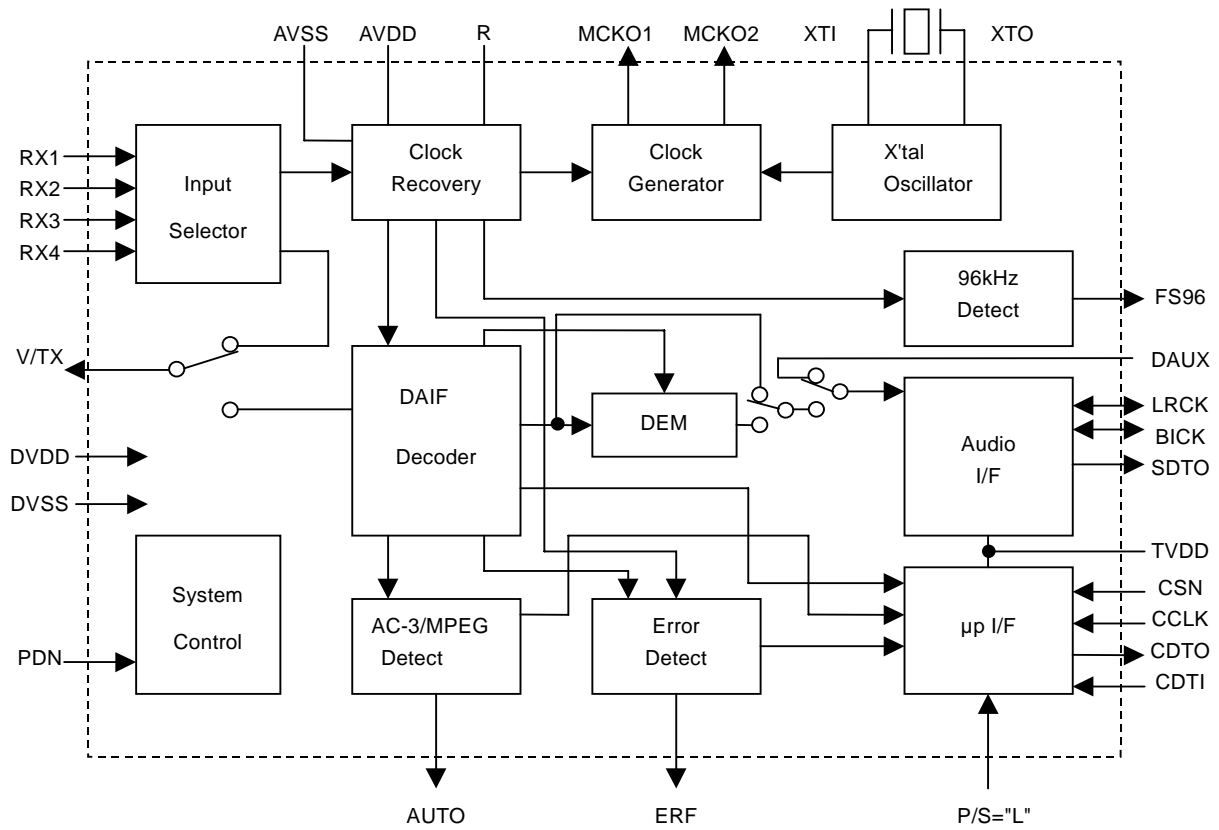 AVSS AVDD R MCKO1 MCKO2 XTI XTO
RX1
RX2
RX3
RX4
Input
Selector
Clock
Recovery
Clock
Generator
X'tal
Oscillator
96kHz
Detect
FS96
V/TX
DAIF
Decoder
DEM
DAUX
Audio
I/F
LRCK
BICK
SDTO
DVDD
DVSS
TVDD
System
Control
PDN
AC-3/MPEG
Detect
Error
Detect
µp I/F
CSN
CCLK
CDTO
CDTI
AUTO ERF P/S="L"